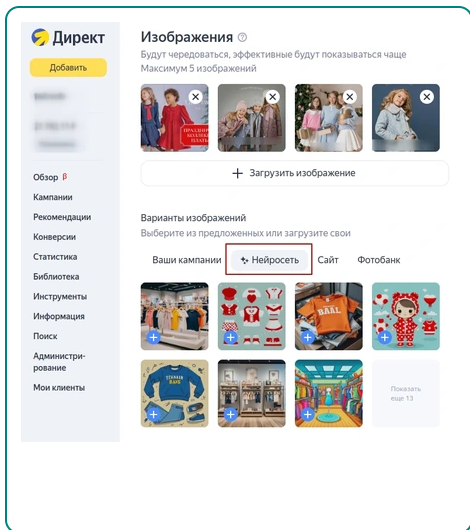 Директ
Добавить
Обзор β
Кампании
Рекомендации
Конверсии
Статистика
Библиотека
Инструменты
Информация
Поиск
Администри-
рование
Мои клиенты
Изображения
Будут чередоваться, эффективные будут показываться чаще
Максимум 5 изображений
Загрузить изображение
Варианты изображений
Выберите из предложенных или загрузите свои
Ваши кампании
Нейросеть
Сайт
Фотобанк
BAAL
Показать
еще 13